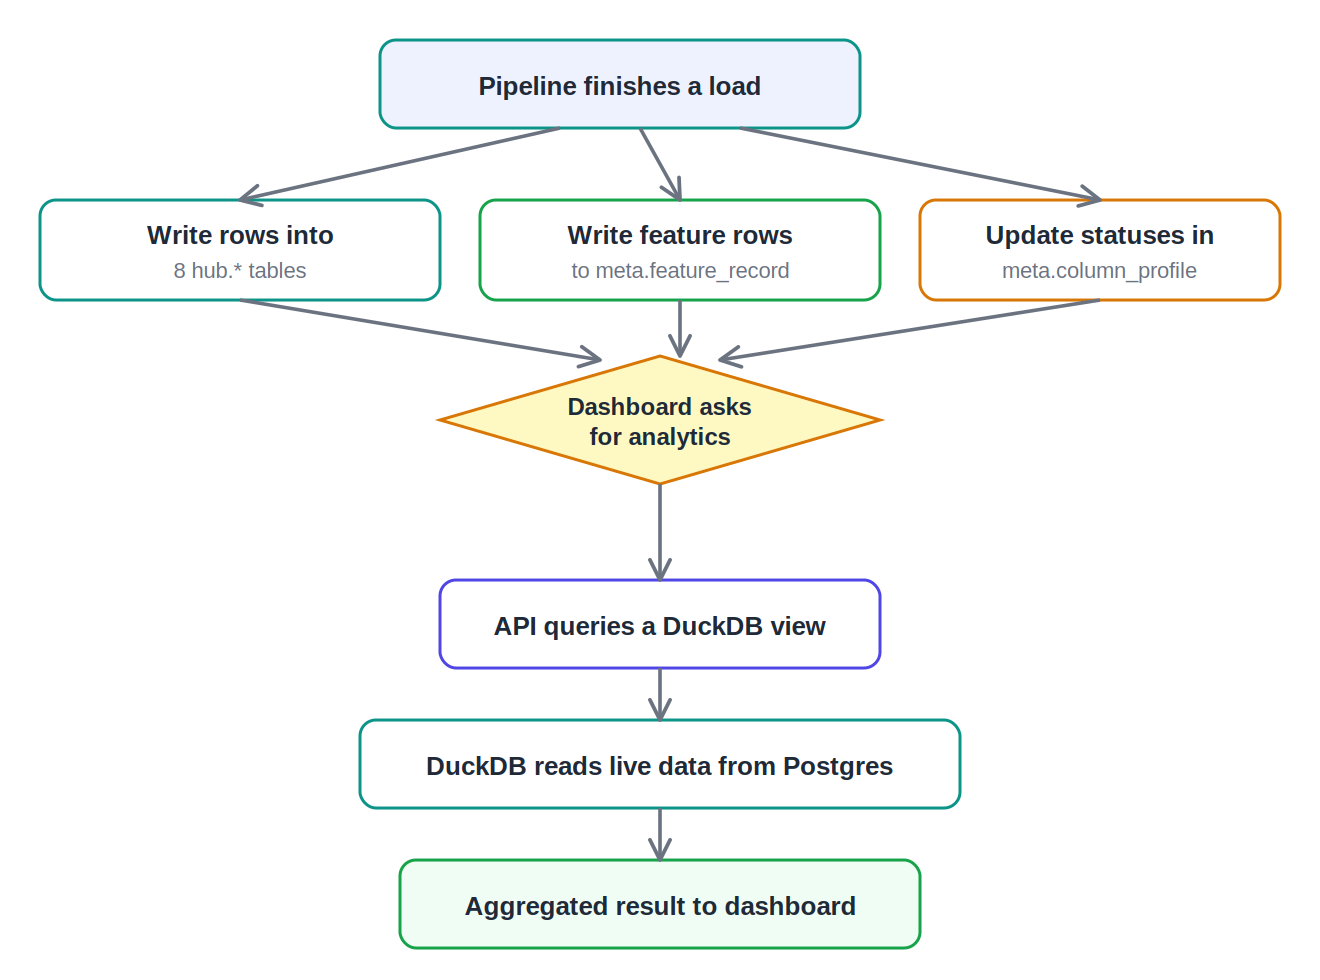 Pipeline finishes a load
Write rows into
8 hub.* tables
Write feature rows
to meta.feature_record
Update statuses in
meta.column_profile
Dashboard asks
for analytics
API queries a DuckDB view
DuckDB reads live data from Postgres
Aggregated result to dashboard